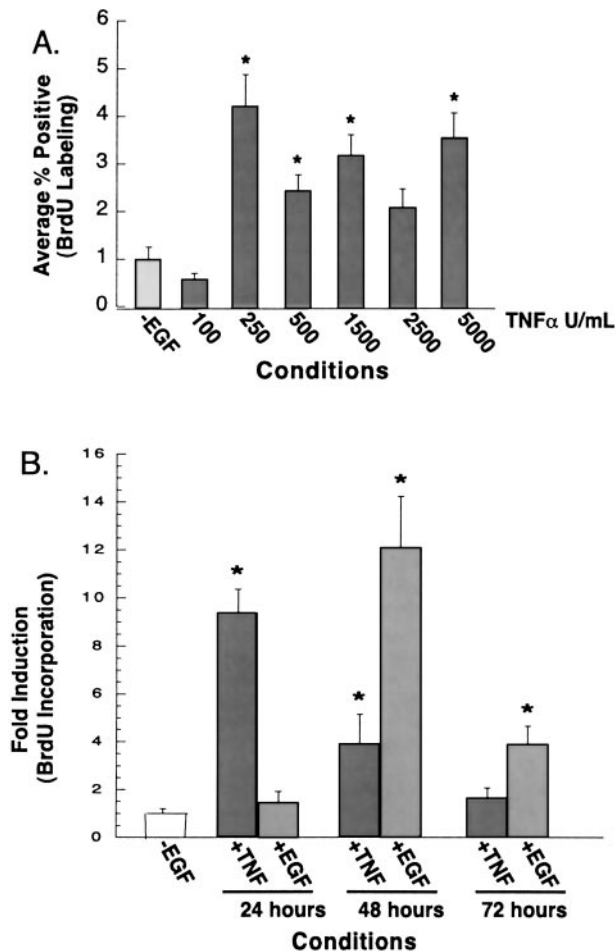 A.
Average % Positive
(BrdU Labeling)
6
5
4
3
2
1
0
*
*
*
*
-EGF
100
250
500
1500
2500
5000
TNFα U/mL
Conditions
B.
Fold Induction
(BrdU Incorporation)
16
14
12
10
8
6
4
2
0
*
*
*
*
-EGF
+TNF
+EGF
+TNF
+EGF
+TNF
+EGF
24 hours
48 hours
72 hours
Conditions